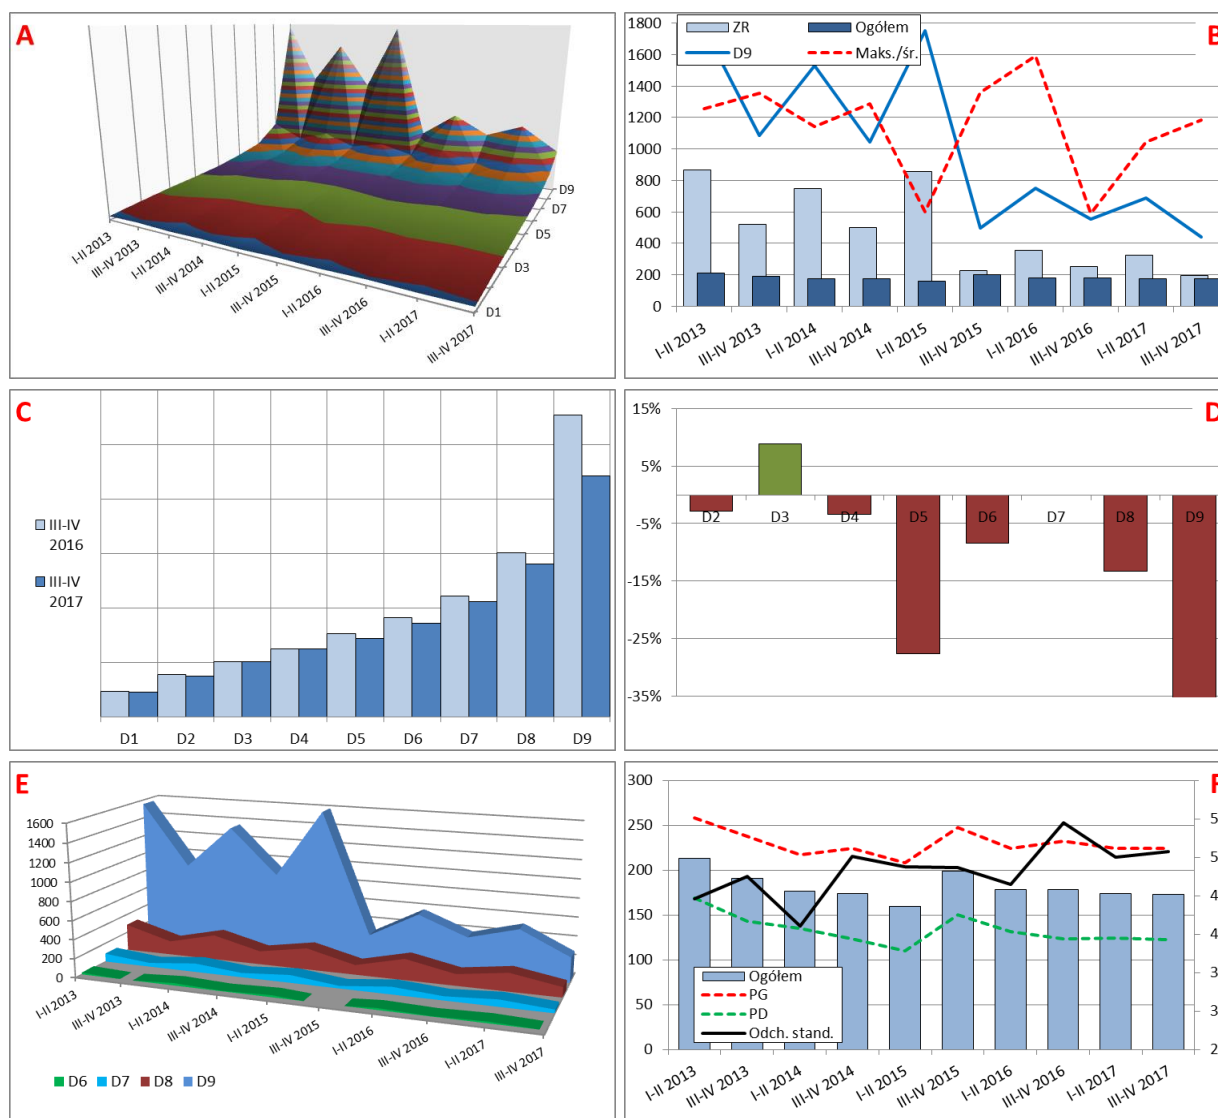 A
I-II 2013
III-IV 2013
I-II 2014
III-IV 2014
I-II 2015
III-IV 2015
I-II 2016
III-IV 2016
I-II 2017
III-IV 2017
D9
D7
D5
D3
D1
B
ZR
Ogółem
D9
Maks./śr.
1800
1600
1400
1200
1000
800
600
400
200
0
I-II 2013
III-IV 2013
I-II 2014
III-IV 2014
I-II 2015
III-IV 2015
I-II 2016
III-IV 2016
I-II 2017
III-IV 2017
C
III-IV
2016
III-IV
2017
D1 D2 D3 D4 D5 D6 D7 D8 D9
D
15%
5%
-5%
-15%
-25%
-35%
D2 D3 D4 D5 D6 D7 D8 D9
E
1600
1400
1200
1000
800
600
400
200
0
I-II 2013
III-IV 2013
I-II 2014
III-IV 2014
I-II 2015
III-IV 2015
I-II 2016
III-IV 2016
I-II 2017
III-IV 2017
D6 D7 D8 D9
F
300
250
200
150
100
50
0
Ogółem
PG
PD
Odch. stand.
5
5
4
4
3
3
2
I-II 2013
III-IV 2013
I-II 2014
III-IV 2014
I-II 2015
III-IV 2015
I-II 2016
III-IV 2016
I-II 2017
III-IV 2017